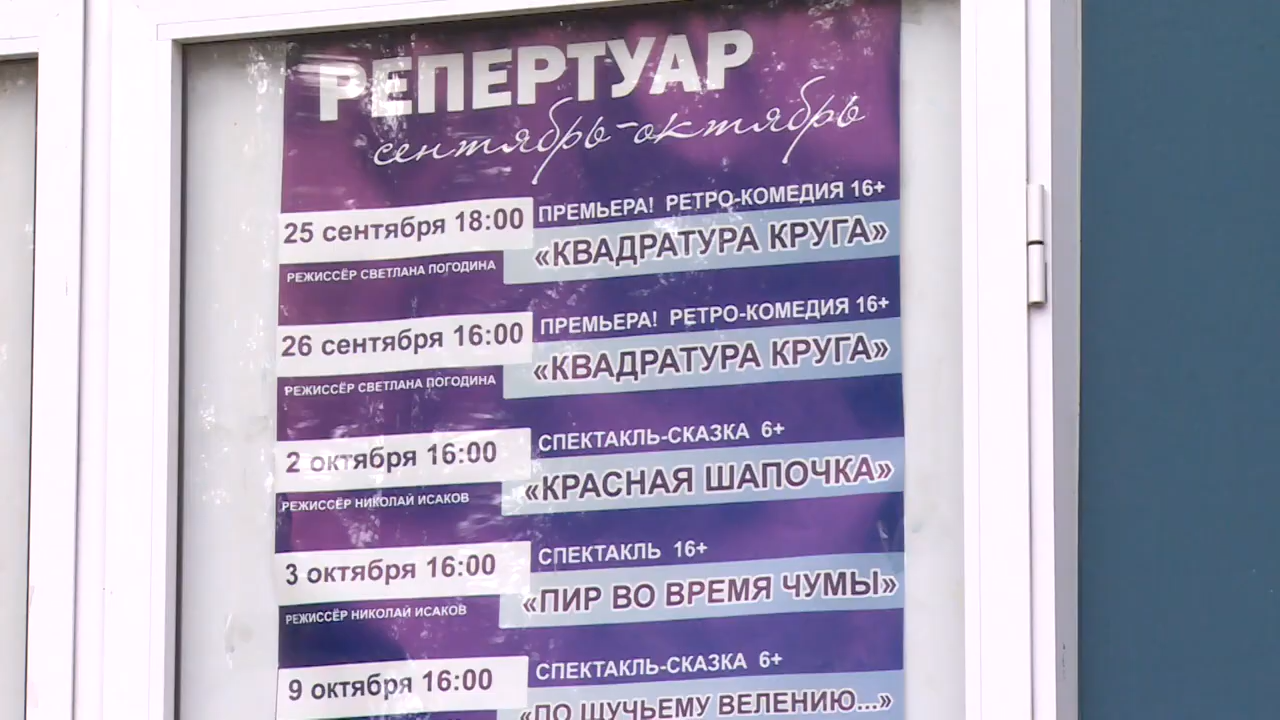 РЕПЕРТУАР
сентябрь-октябрь
25 сентября 18:00
ПРЕМЬЕРА! РЕТРО-КОМЕДИЯ 16+
«КВАДРАТУРА КРУГА»
РЕЖИССЁР СВЕТЛАНА ПОГОДИНА
26 сентября 16:00
ПРЕМЬЕРА! РЕТРО-КОМЕДИЯ 16+
«КВАДРАТУРА КРУГА»
РЕЖИССЁР СВЕТЛАНА ПОГОДИНА
2 октября 16:00
СПЕКТАКЛЬ-СКАЗКА 6+
«КРАСНАЯ ШАПОЧКА»
РЕЖИССЁР НИКОЛАЙ ИСАКОВ
3 октября 16:00
СПЕКТАКЛЬ 16+
«ПИР ВО ВРЕМЯ ЧУМЫ»
РЕЖИССЁР НИКОЛАЙ ИСАКОВ
9 октября 16:00
СПЕКТАКЛЬ-СКАЗКА 6+
«ПО ЩУЧЬЕМУ ВЕЛЕНИЮ...»